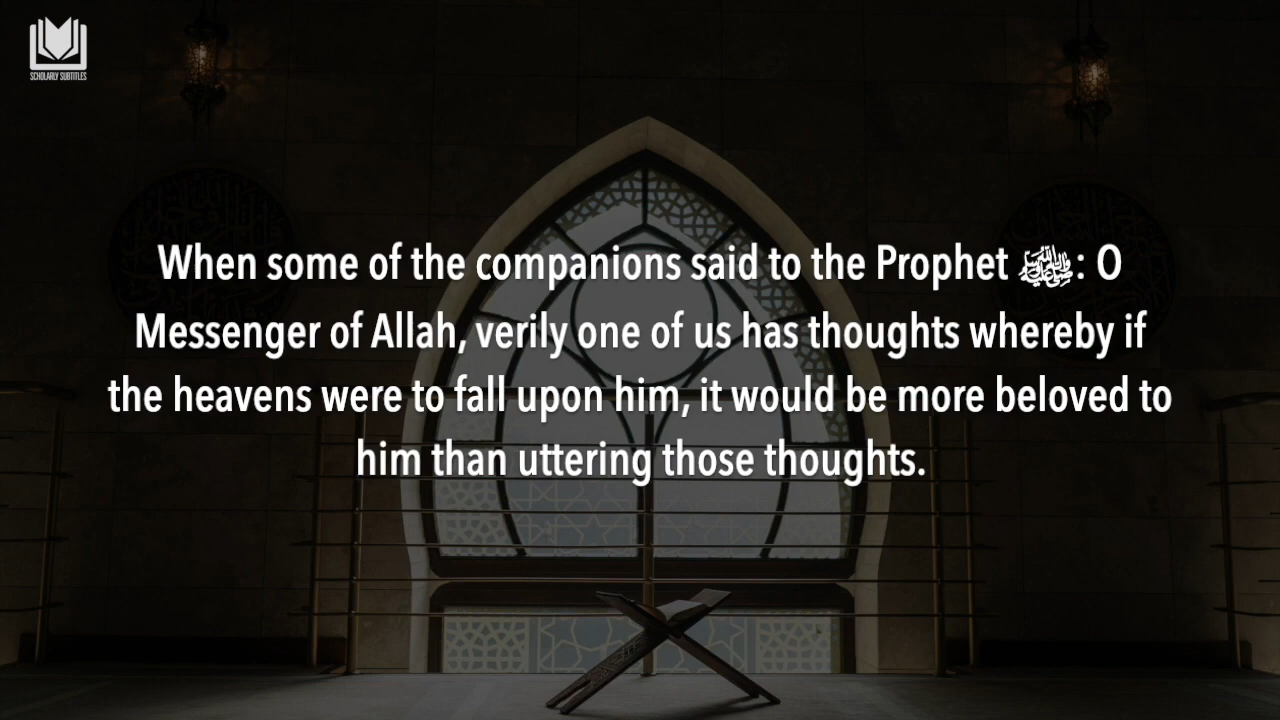 SCHOLARLY SUBTITLES
When some of the companions said to the Prophet ﷺ: O
Messenger of Allah, verily one of us has thoughts whereby if
the heavens were to fall upon him, it would be more beloved to
him than uttering those thoughts.